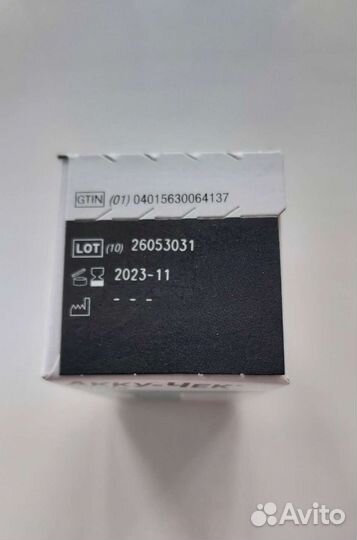 GTIN (01) 04015630064137
LOT (10) 26053031
2023-11
- - -
АККУ-ЧЕК
Avito